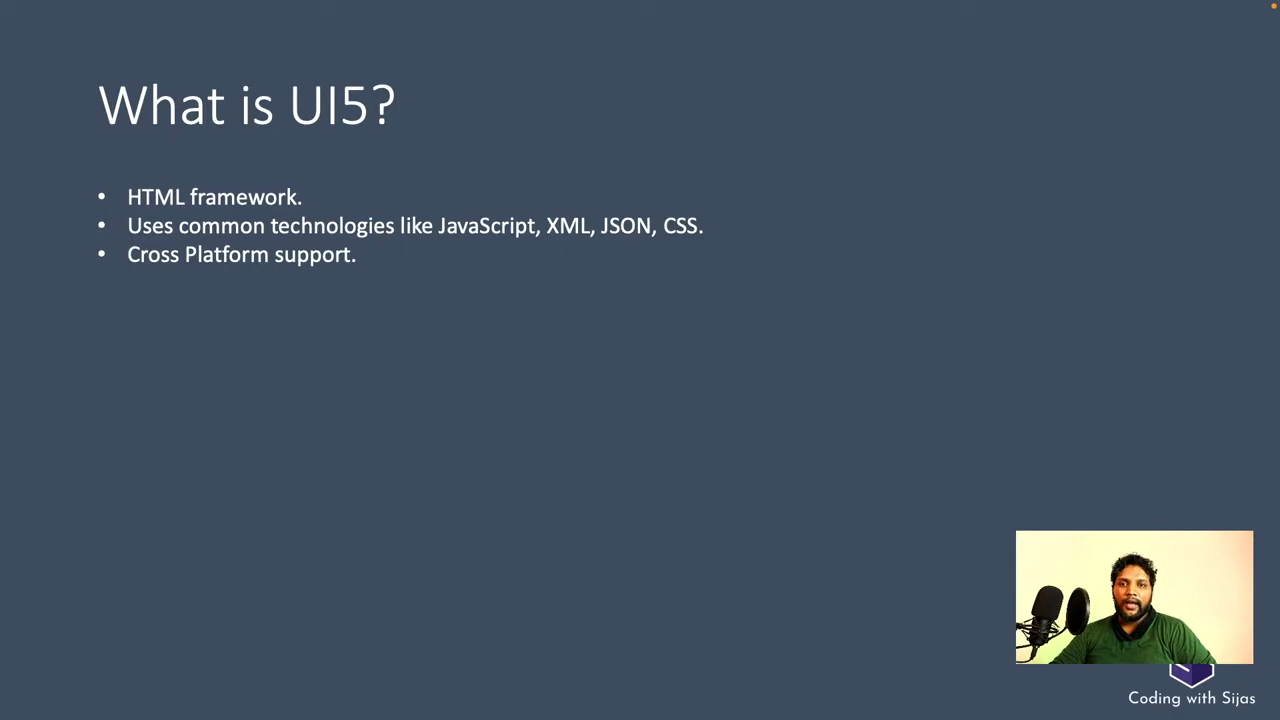 What is UI5?
• HTML framework.
• Uses common technologies like JavaScript, XML, JSON, CSS.
• Cross Platform support.
Coding with Sijas